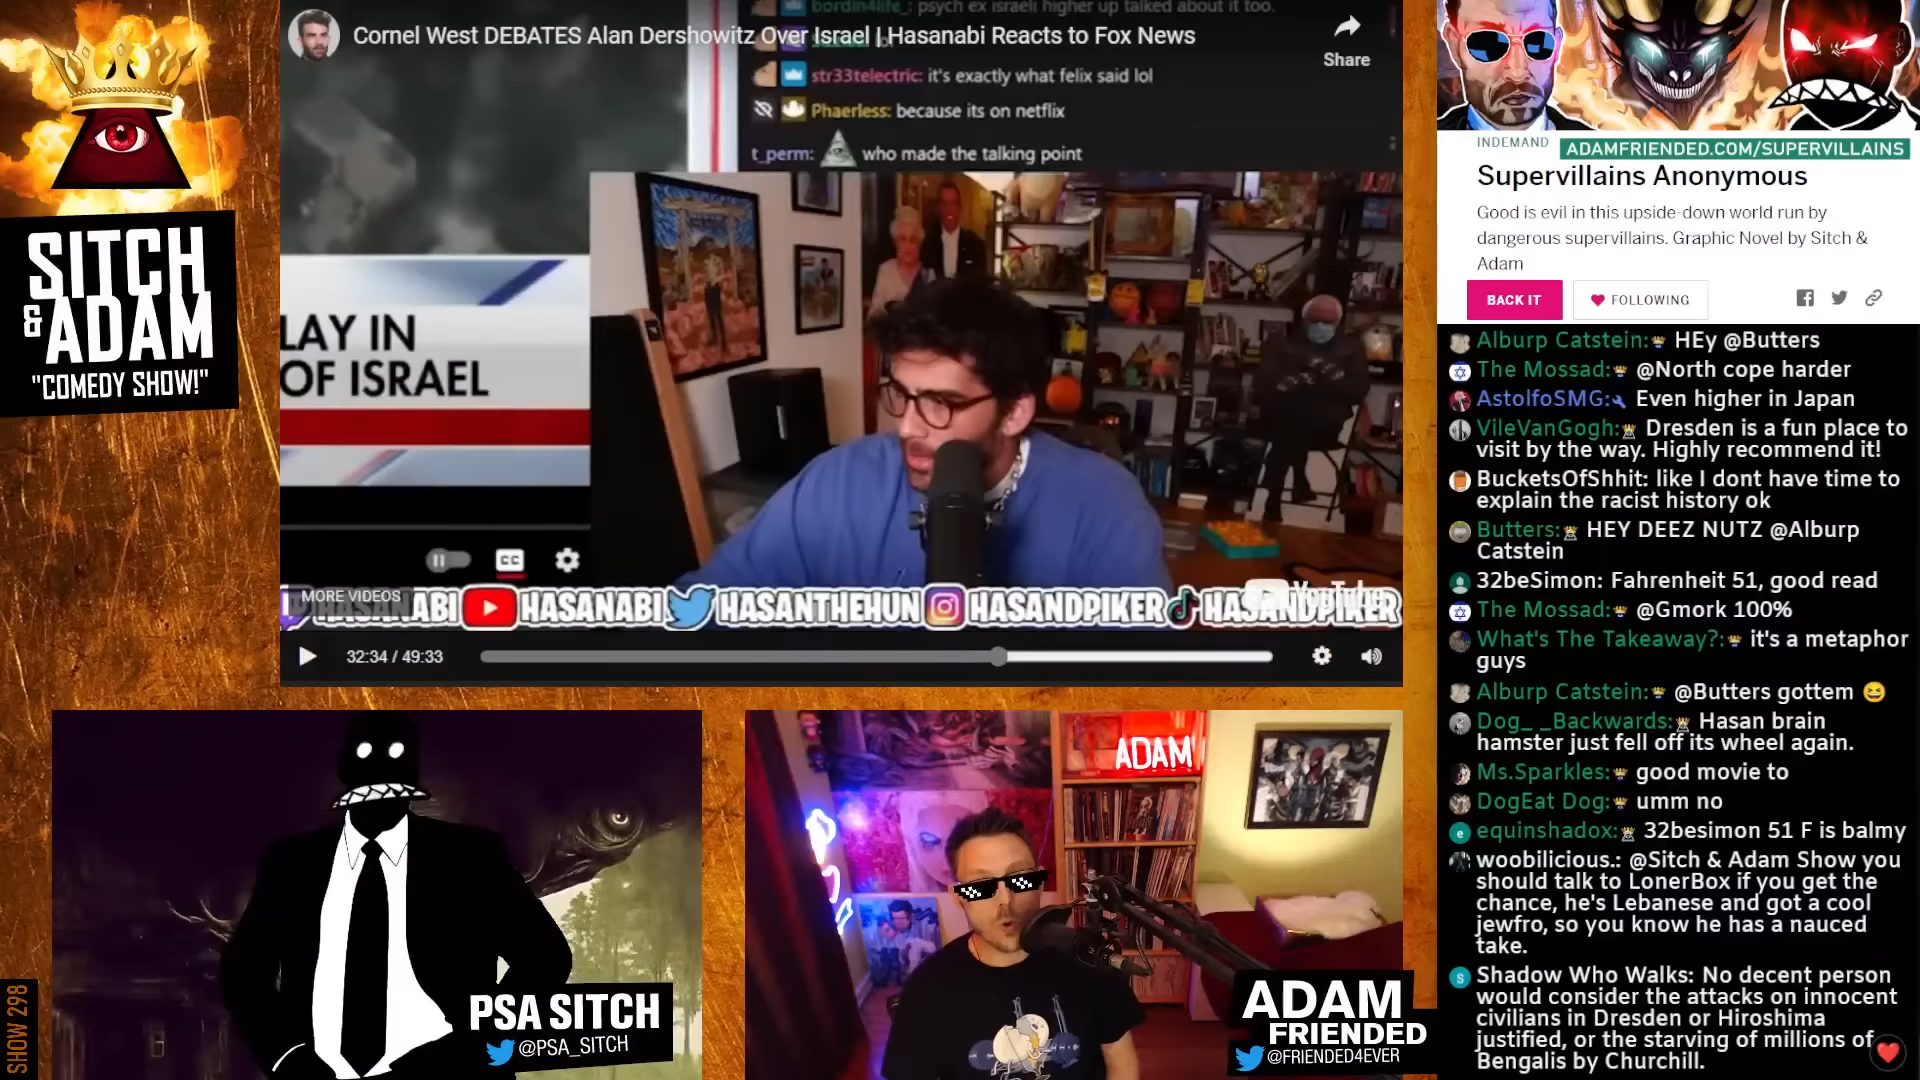 SITCH
& ADAM
"COMEDY SHOW!"
SHOW 298
bordin4life_: psych ex israeli higher up talked about it too.
Cornel West DEBATES Alan Dershowitz Over Israel | Hasanabi Reacts to Fox News
Share
str33telectric: it's exactly what felix said lol
Phaerless: because its on netflix
t_perm: who made the talking point
LAY IN
OF ISRAEL
CC
MORE VIDEOS
HASANABI HASANABI HASANTHEHUN HASANDPIKER HASANDPIKER
YouTube
32:34 / 49:33
PSA SITCH
@PSA_SITCH
ADAM
ADAM
FRIENDED
@FRIENDED4EVER
INDEMAND
ADAMFRIENDED.COM/SUPERVILLAINS
Supervillains Anonymous
Good is evil in this upside-down world run by
dangerous supervillains. Graphic Novel by Sitch &
Adam
BACK IT
FOLLOWING
Alburp Catstein: HEy @Butters
The Mossad: @North cope harder
AstolfoSMG: Even higher in Japan
VileVanGogh: Dresden is a fun place to
visit by the way. Highly recommend it!
BucketsOfShhit: like I dont have time to
explain the racist history ok
Butters: HEY DEEZ NUTZ @Alburp
Catstein
32beSimon: Fahrenheit 51, good read
The Mossad: @Gmork 100%
What's The Takeaway?: it's a metaphor
guys
Alburp Catstein: @Butters gottem 😆
Dog_ _Backwards: Hasan brain
hamster just fell off its wheel again.
Ms.Sparkles: good movie to
DogEat Dog: umm no
equinshadox: 32besimon 51 F is balmy
woobilicious.: @Sitch & Adam Show you
should talk to LonerBox if you get the
chance, he's Lebanese and got a cool
jewfro, so you know he has a nauced
take.
Shadow Who Walks: No decent person
would consider the attacks on innocent
civilians in Dresden or Hiroshima
justified, or the starving of millions of
Bengalis by Churchill.